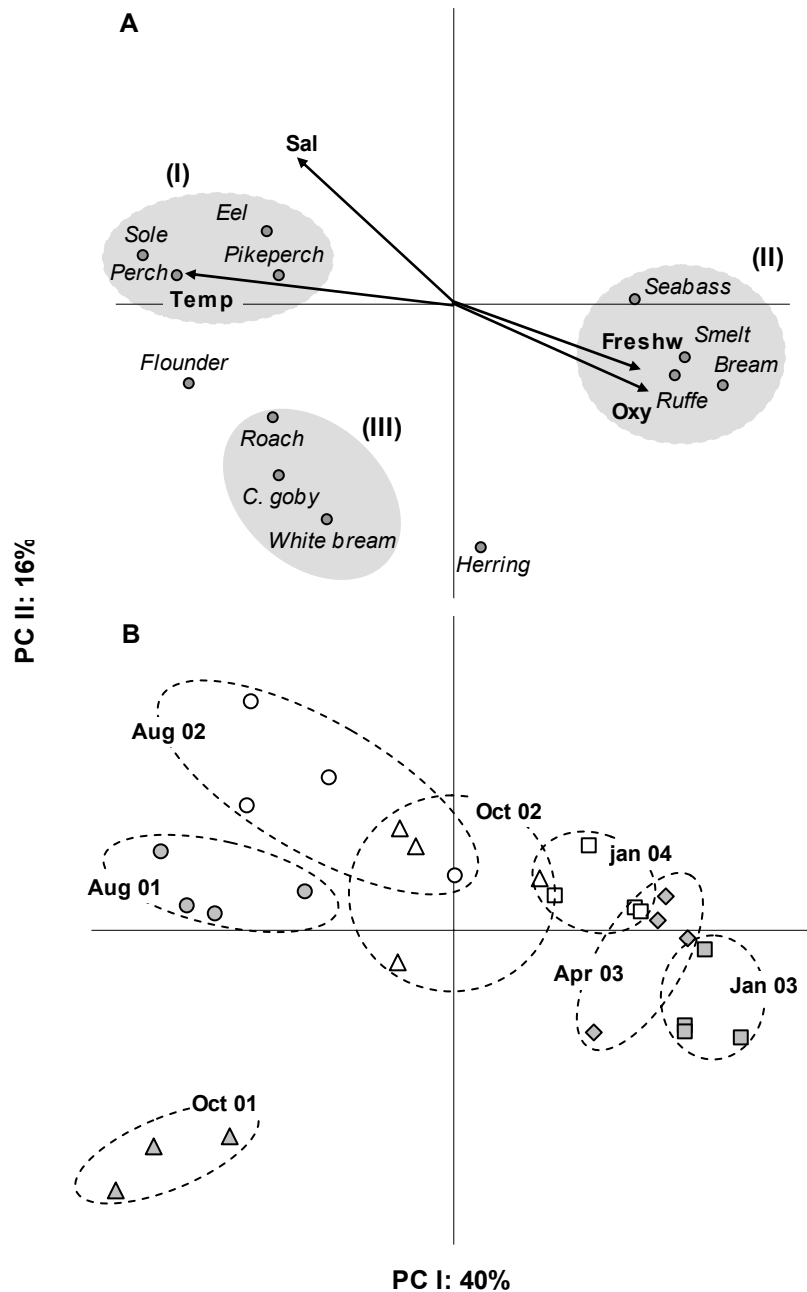 A
Sal
(I)
Eel
Sole
Pikeperch
Perch
Temp
(II)
Seabass
Freshw
Smelt
Bream
Ruffe
Oxy
Flounder
(III)
Roach
C. goby
White bream
Herring
PC II: 16%
B
Aug 02
Oct 02
jan 04
Aug 01
Apr 03
Jan 03
Oct 01
PC I: 40%